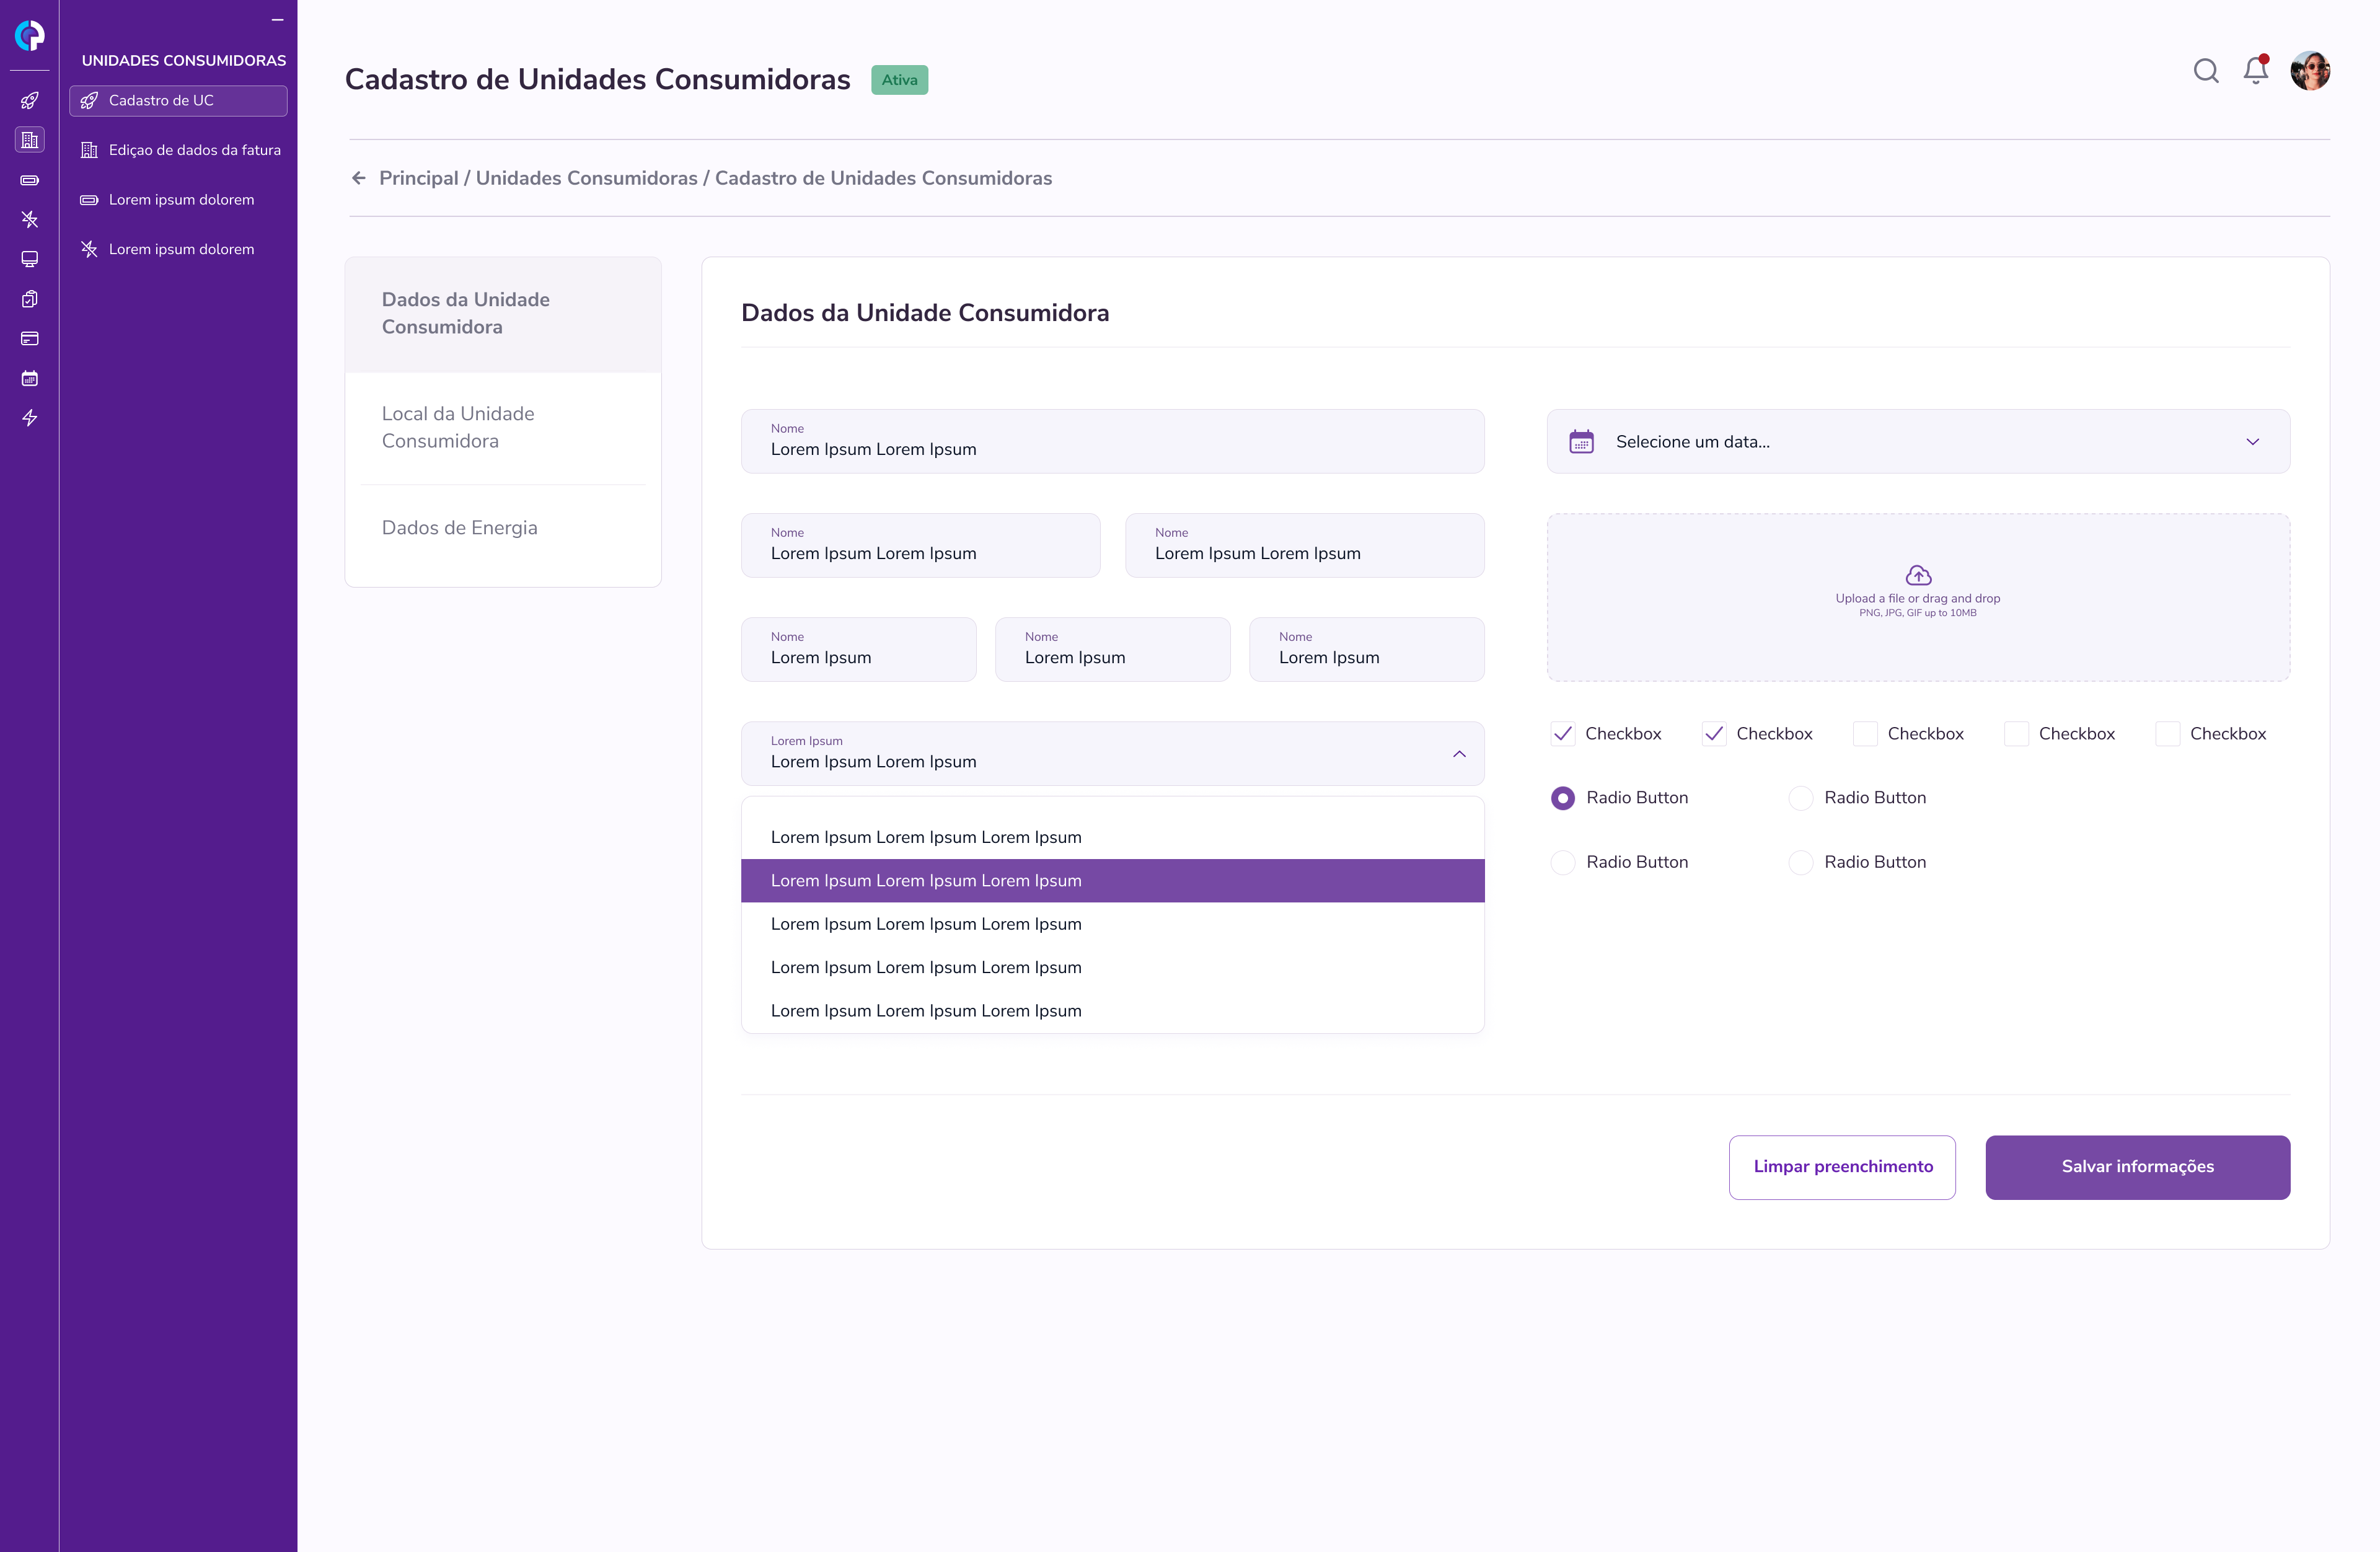 UNIDADES CONSUMIDORAS
Cadastro de UC
Ediçao de dados da fatura
Lorem ipsum dolorem
Lorem ipsum dolorem
Cadastro de Unidades Consumidoras
Ativa
Principal / Unidades Consumidoras / Cadastro de Unidades Consumidoras
Dados da Unidade
Consumidora
Local da Unidade
Consumidora
Dados de Energia
Dados da Unidade Consumidora
Nome
Lorem Ipsum Lorem Ipsum
Nome
Lorem Ipsum Lorem Ipsum
Nome
Lorem Ipsum Lorem Ipsum
Nome
Lorem Ipsum
Nome
Lorem Ipsum
Nome
Lorem Ipsum
Lorem Ipsum
Lorem Ipsum Lorem Ipsum
Lorem Ipsum Lorem Ipsum Lorem Ipsum
Lorem Ipsum Lorem Ipsum Lorem Ipsum
Lorem Ipsum Lorem Ipsum Lorem Ipsum
Lorem Ipsum Lorem Ipsum Lorem Ipsum
Lorem Ipsum Lorem Ipsum Lorem Ipsum
Selecione um data...
Upload a file or drag and drop
PNG, JPG, GIF up to 10MB
Checkbox
Checkbox
Checkbox
Checkbox
Checkbox
Radio Button
Radio Button
Radio Button
Radio Button
Limpar preenchimento
Salvar informações